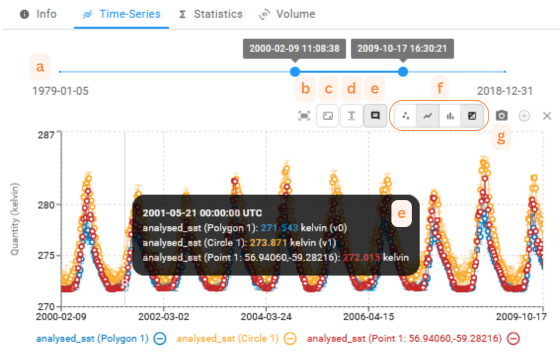 Info Time-Series Σ Statistics Volume
2000-02-09 11:08:38 2009-10-17 16:30:21
a
1979-01-05 2018-12-31
b c d e f
g
287
280
275
270
Quantity (kelvin)
2001-05-21 00:00:00 UTC
e
analysed_sst (Polygon 1): 271.543 kelvin (v0)
analysed_sst (Circle 1): 273.871 kelvin (v1)
analysed_sst (Point 1: 56.94060,-59.28216): 272.015 kelvin
2000-02-09 2002-03-02 2004-03-24 2006-04-15 2009-10-17
analysed_sst (Polygon 1) analysed_sst (Circle 1) analysed_sst (Point 1: 56.94060,-59.28216)